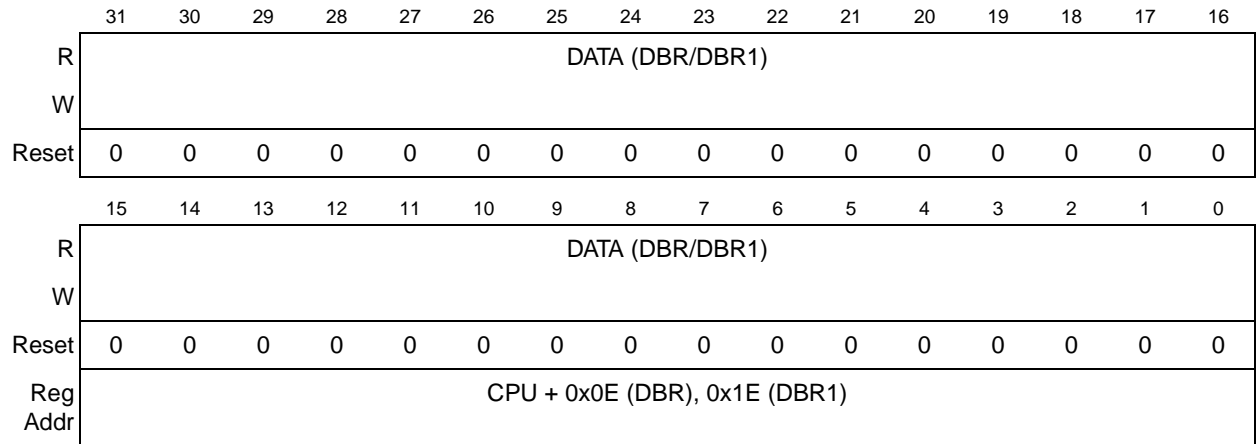 31 30 29 28 27 26 25 24 23 22 21 20 19 18 17 16
R DATA (DBR/DBR1)
W
Reset 0 0 0 0 0 0 0 0 0 0 0 0 0 0 0 0
15 14 13 12 11 10 9 8 7 6 5 4 3 2 1 0
R DATA (DBR/DBR1)
W
Reset 0 0 0 0 0 0 0 0 0 0 0 0 0 0 0 0
Reg CPU + 0x0E (DBR), 0x1E (DBR1)
Addr